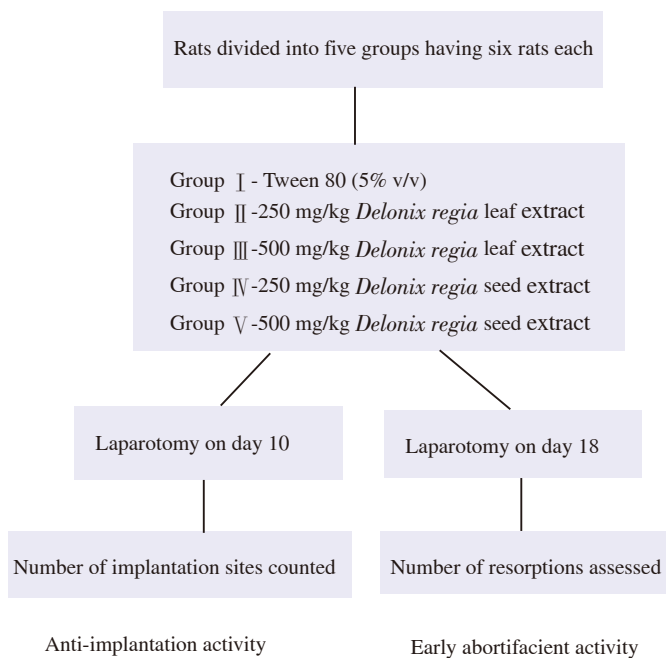 Rats divided into five groups having six rats each
Group Ⅰ - Tween 80 (5% v/v)
Group Ⅱ -250 mg/kg Delonix regia leaf extract
Group Ⅲ -500 mg/kg Delonix regia leaf extract
Group Ⅳ -250 mg/kg Delonix regia seed extract
Group Ⅴ -500 mg/kg Delonix regia seed extract
Laparotomy on day 10
Laparotomy on day 18
Number of implantation sites counted
Number of resorptions assessed
Anti-implantation activity
Early abortifacient activity